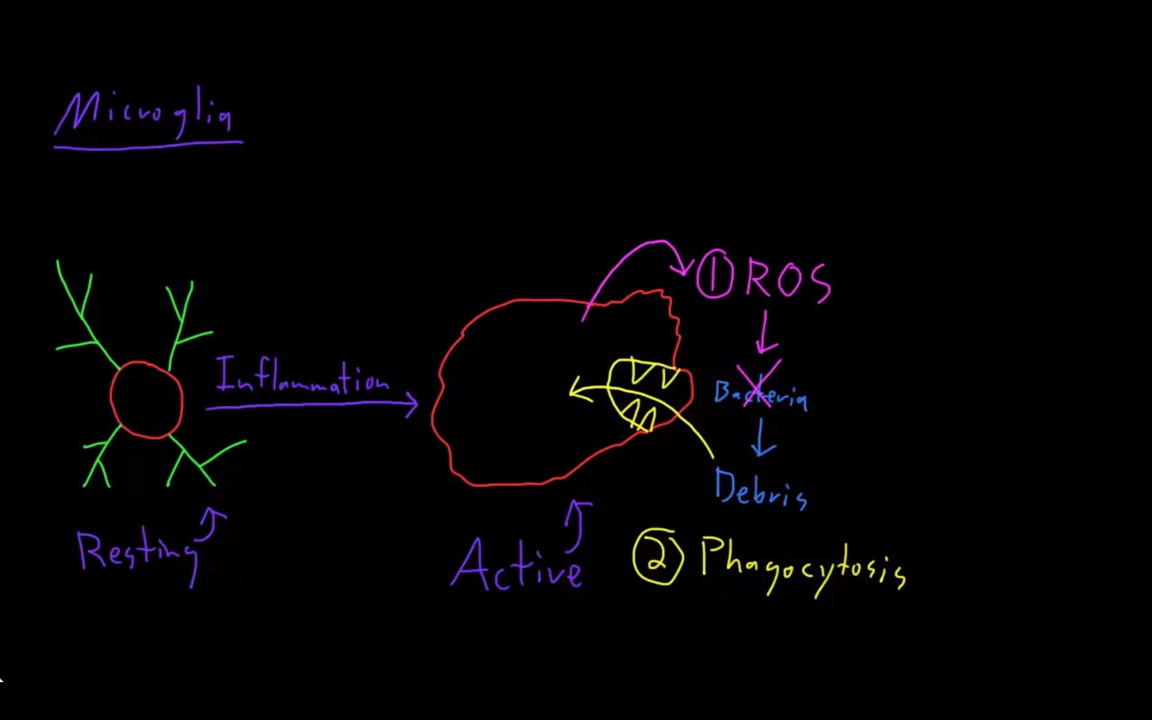 Microglia
① ROS
Inflammation
Bacteria
Debris
Resting
Active
② Phagocytosis